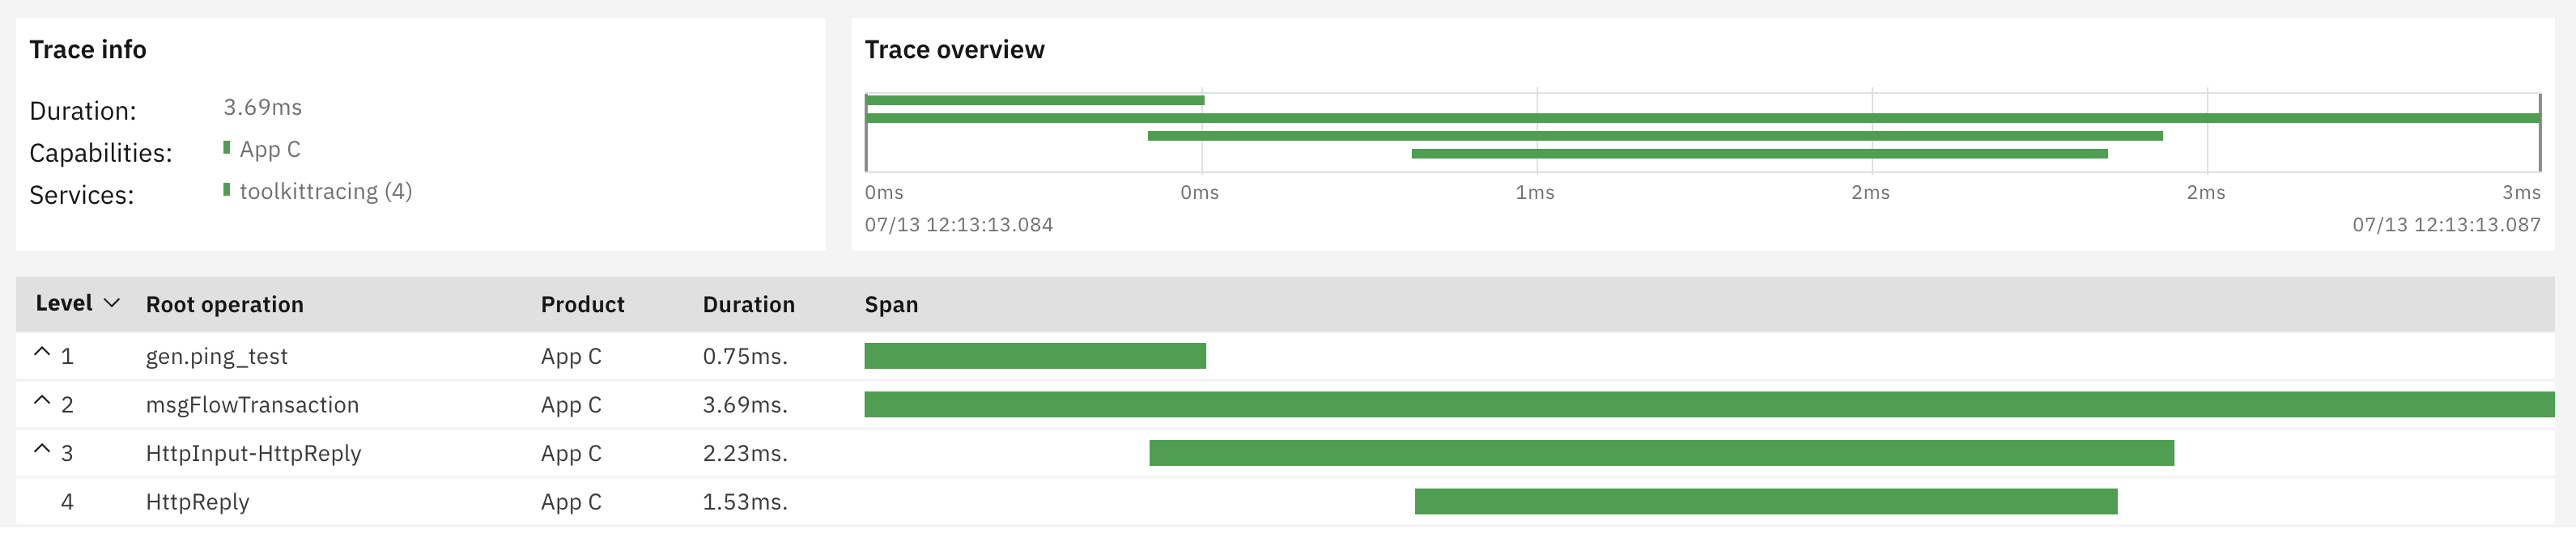 Trace info
Duration: 3.69ms
Capabilities: App C
Services: toolkittracing (4)
Trace overview
0ms 0ms 1ms 2ms 2ms 3ms
07/13 12:13:13.084 07/13 12:13:13.087
Level Root operation Product Duration Span
1 gen.ping_test App C 0.75ms.
2 msgFlowTransaction App C 3.69ms.
3 HttpInput-HttpReply App C 2.23ms.
4 HttpReply App C 1.53ms.